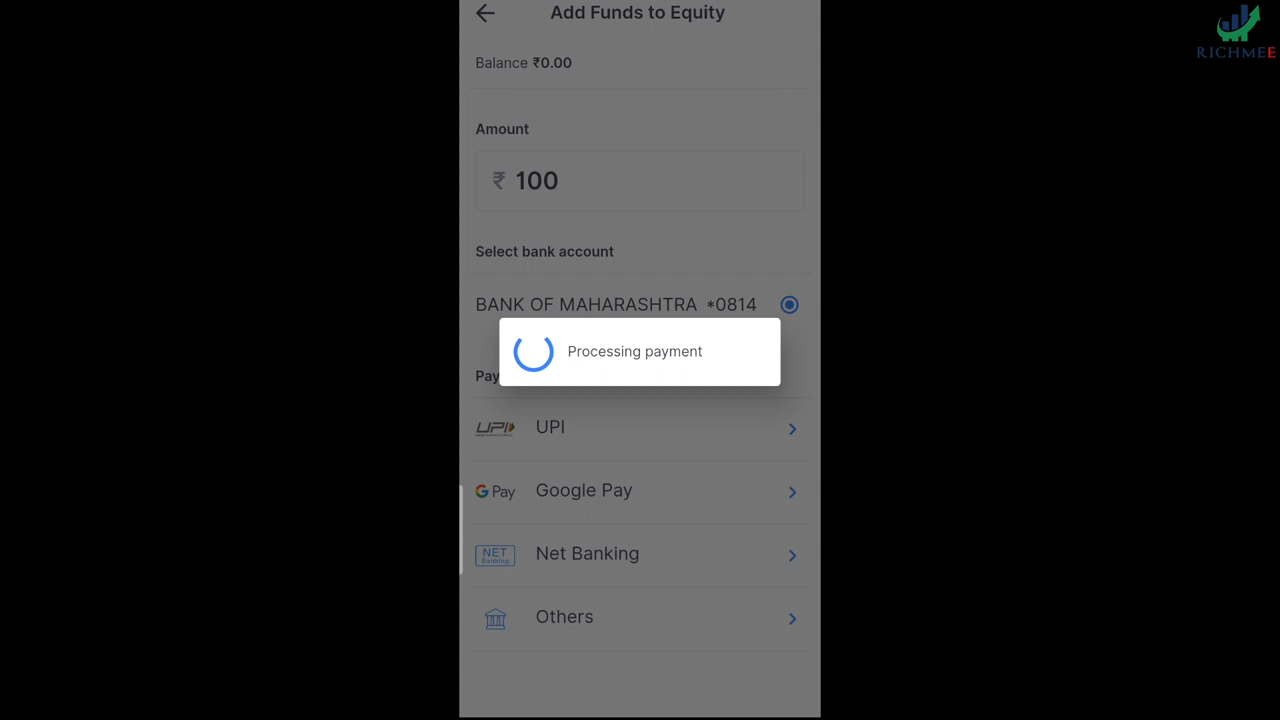 Add Funds to Equity
Balance ₹0.00
Amount
₹ 100
Select bank account
BANK OF MAHARASHTRA *0814
Processing payment
Pay
UPI UPI
G Pay Google Pay
NET Banking Net Banking
Others
RICHMEE